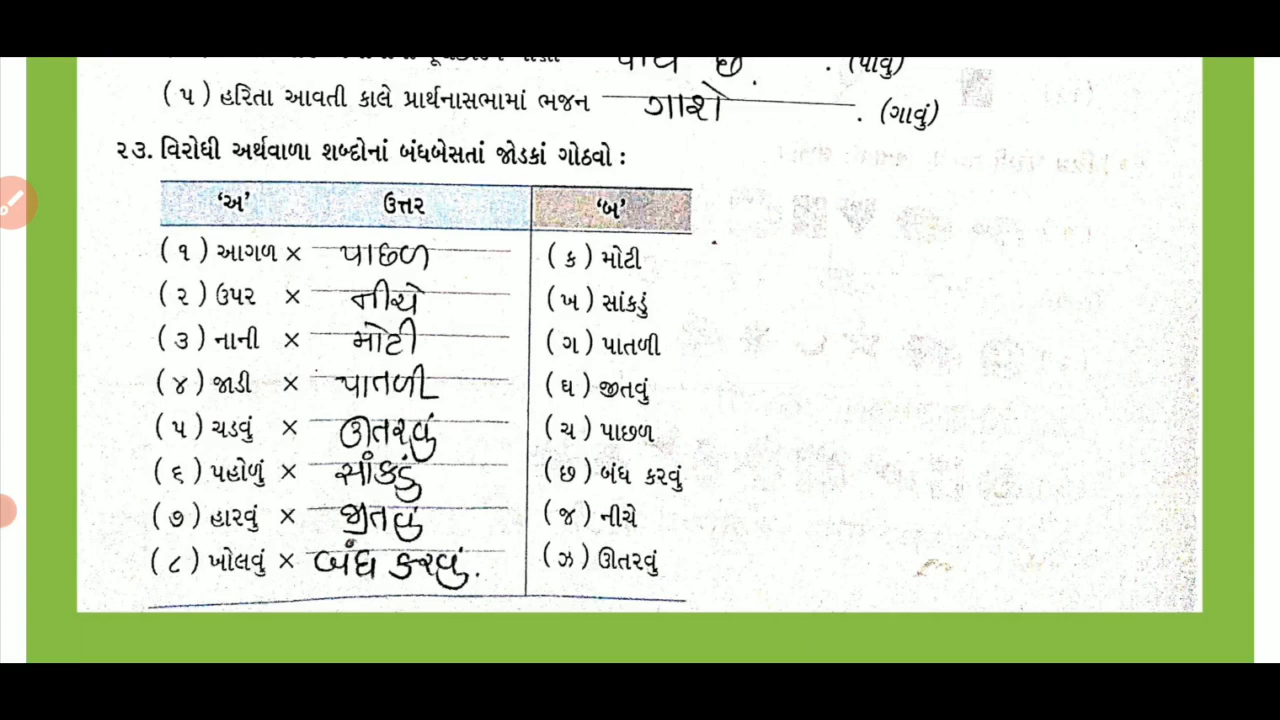 પાય છે . (પાવું)
(૫) હરિતા આવતી કાલે પ્રાર્થનાસભામાં ભજન ગાશે . (ગાવું)
૨૩. વિરોધી અર્થવાળા શબ્દોનાં બંધબેસતાં જોડકાં ગોઠવો :
‘અ’ ઉત્તર ‘બ’
(૧) આગળ × પાછળ (ક) મોટી
(૨) ઉપર × નીચે (ખ) સાંકડું
(૩) નાની × મોટી (ગ) પાતળી
(૪) જાડી × પાતળી (ઘ) જીતવું
(૫) ચડવું × ઊતરવું (ચ) પાછળ
(૬) પહોળું × સાંકડું (છ) બંધ કરવું
(૭) હારવું × જીતવું (જ) નીચે
(૮) ખોલવું × બંધ કરવું. (ઝ) ઊતરવું